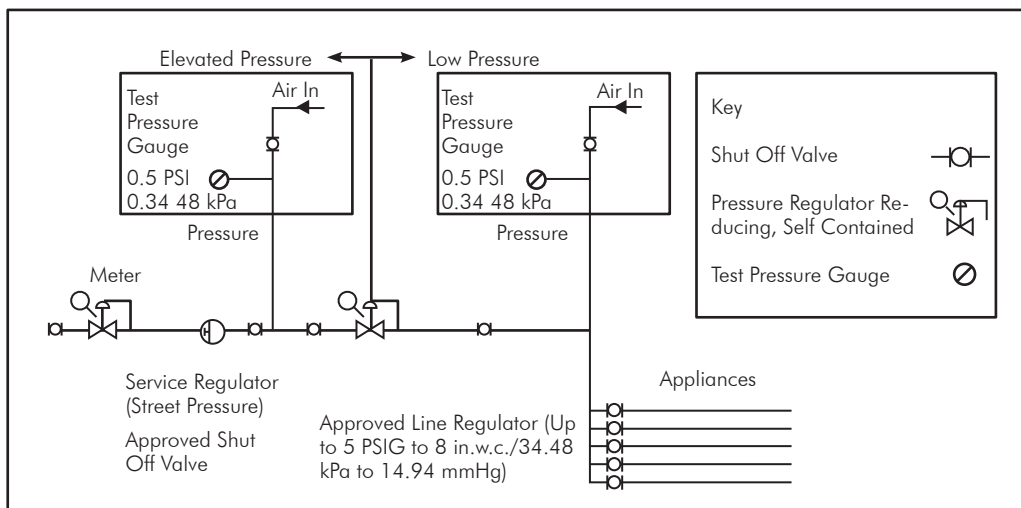 Elevated Pressure
Low Pressure
Test
Pressure
Gauge
Air In
0.5 PSI
0.34 48 kPa
Pressure
Test
Pressure
Gauge
Air In
0.5 PSI
0.34 48 kPa
Pressure
Key
Shut Off Valve
Pressure Regulator Re-
ducing, Self Contained
Test Pressure Gauge
Meter
Service Regulator
(Street Pressure)
Approved Shut
Off Valve
Approved Line Regulator (Up
to 5 PSIG to 8 in.w.c./34.48
kPa to 14.94 mmHg)
Appliances